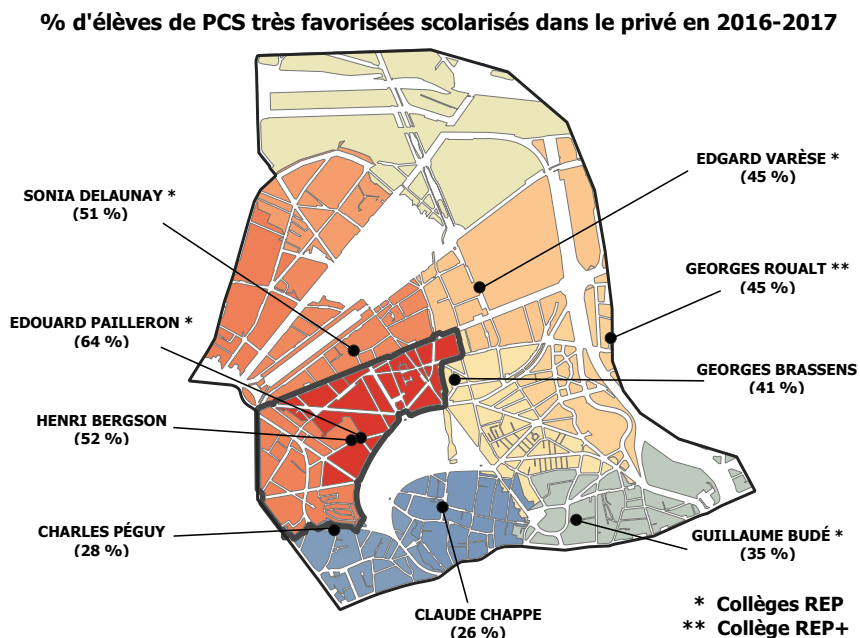 % d'élèves de PCS très favorisées scolarisés dans le privé en 2016-2017
EDGARD VARÈSE *
(45 %)
SONIA DELAUNAY *
(51 %)
GEORGES ROUALT **
(45 %)
EDOUARD PAILLERON *
(64 %)
GEORGES BRASSENS
(41 %)
HENRI BERGSON
(52 %)
CHARLES PÉGUY
(28 %)
GUILLAUME BUDÉ *
(35 %)
CLAUDE CHAPPE
(26 %)
* Collèges REP
** Collège REP+